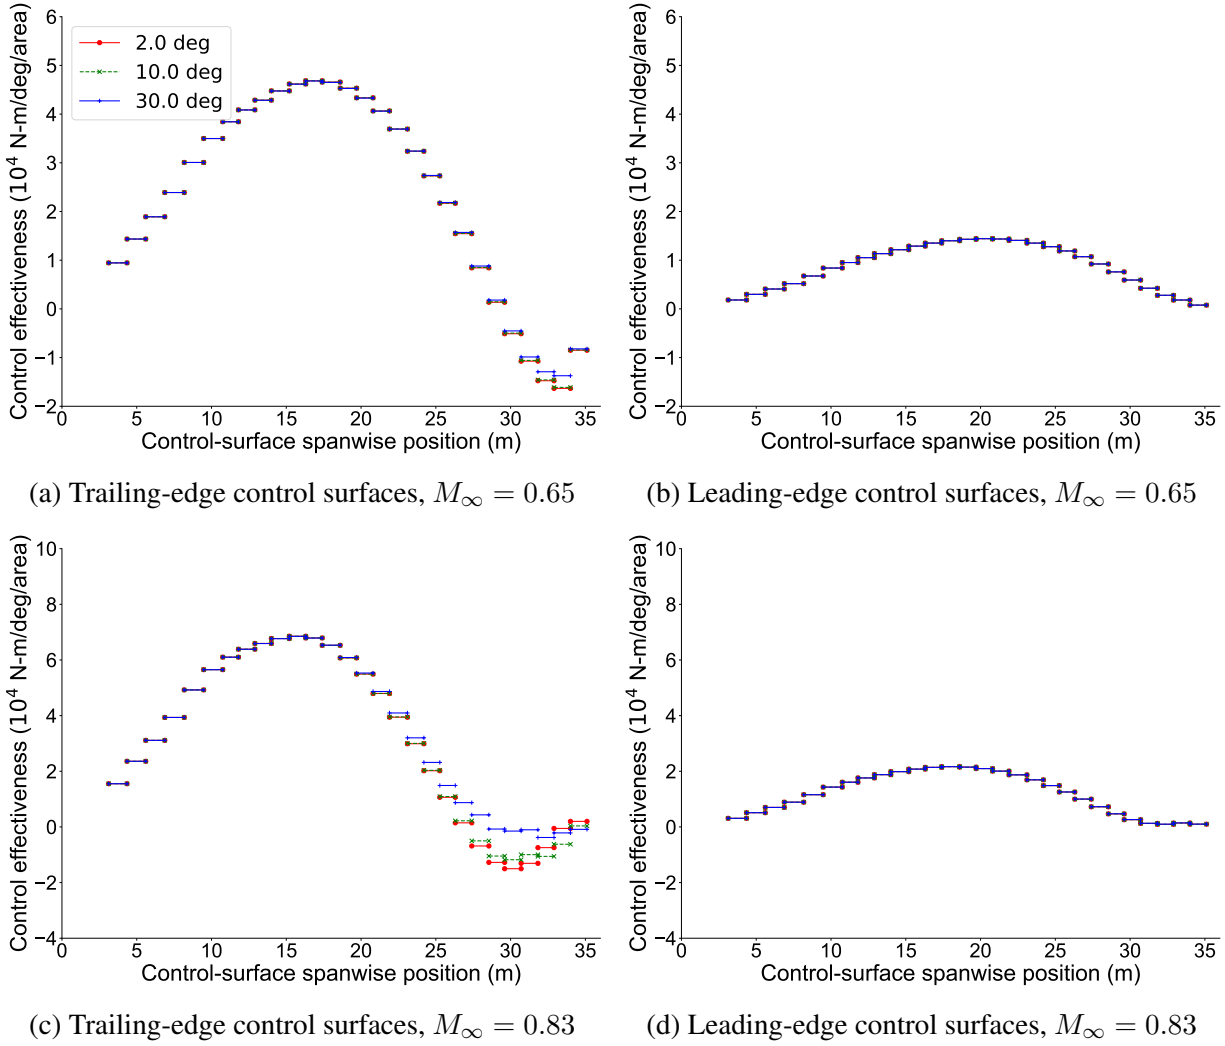 Control effectiveness (10⁴ N-m/deg/area)
6
5
4
3
2
1
0
−1
−2
2.0 deg
10.0 deg
30.0 deg
0 5 10 15 20 25 30 35
Control-surface spanwise position (m)
(a) Trailing-edge control surfaces, M∞ = 0.65
Control effectiveness (10⁴ N-m/deg/area)
6
5
4
3
2
1
0
−1
−2
0 5 10 15 20 25 30 35
Control-surface spanwise position (m)
(b) Leading-edge control surfaces, M∞ = 0.65
Control effectiveness (10⁴ N-m/deg/area)
10
8
6
4
2
0
−2
−4
0 5 10 15 20 25 30 35
Control-surface spanwise position (m)
(c) Trailing-edge control surfaces, M∞ = 0.83
Control effectiveness (10⁴ N-m/deg/area)
10
8
6
4
2
0
−2
−4
0 5 10 15 20 25 30 35
Control-surface spanwise position (m)
(d) Leading-edge control surfaces, M∞ = 0.83